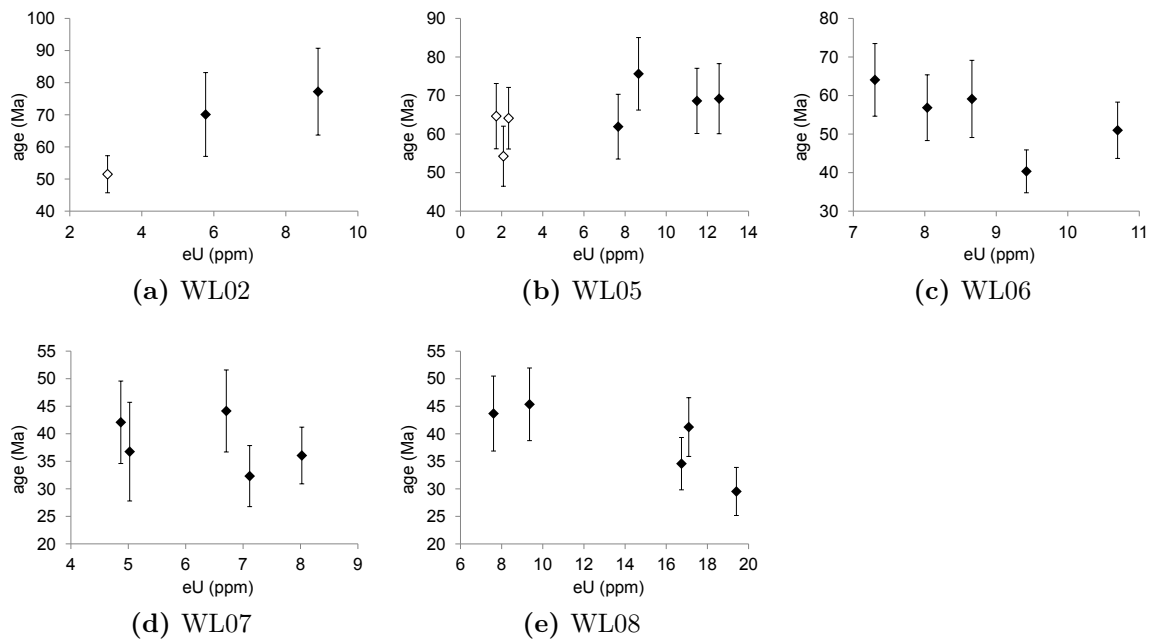 100
90
80
70
60
50
40
age (Ma)
2 4 6 8 10
eU (ppm)
(a) WL02
90
80
70
60
50
40
age (Ma)
0 2 4 6 8 10 12 14
eU (ppm)
(b) WL05
80
70
60
50
40
30
age (Ma)
7 8 9 10 11
eU (ppm)
(c) WL06
55
50
45
40
35
30
25
20
age (Ma)
4 5 6 7 8 9
eU (ppm)
(d) WL07
55
50
45
40
35
30
25
20
age (Ma)
6 8 10 12 14 16 18 20
eU (ppm)
(e) WL08